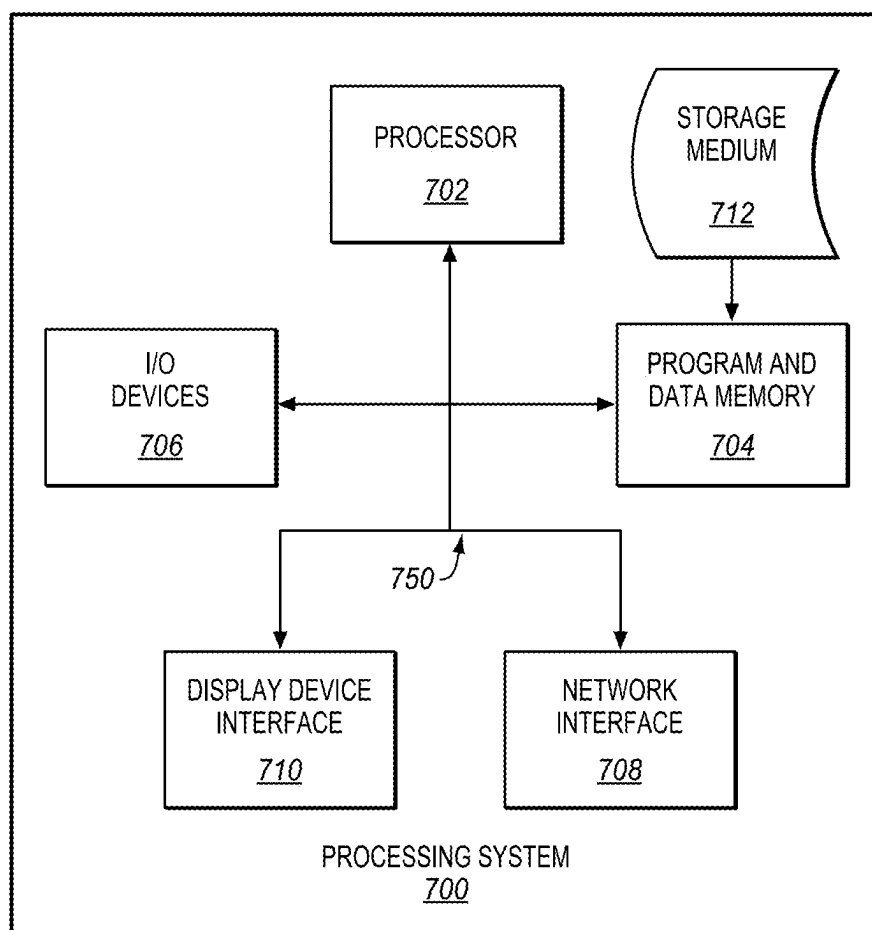 PROCESSOR
702
STORAGE
MEDIUM
712
I/O
DEVICES
706
PROGRAM AND
DATA MEMORY
704
750
DISPLAY DEVICE
INTERFACE
710
NETWORK
INTERFACE
708
PROCESSING SYSTEM
700